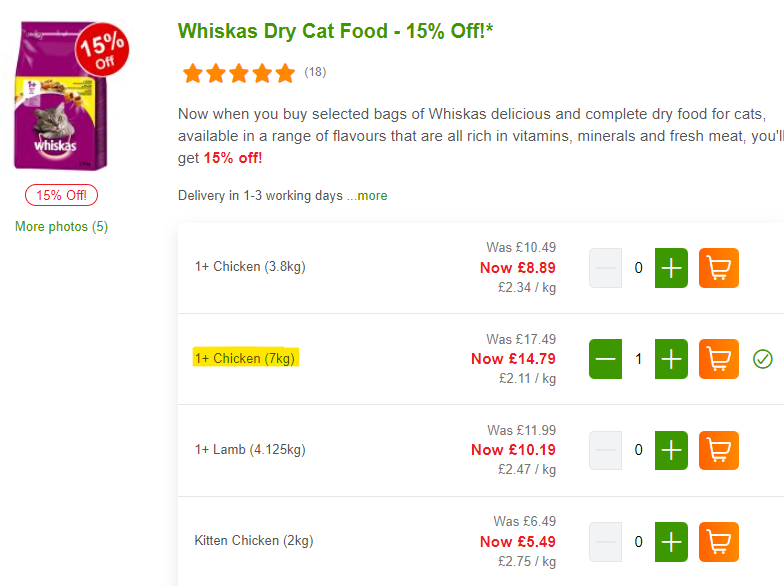 Whiskas Dry Cat Food - 15% Off!*
15%
Off
(18)
Now when you buy selected bags of Whiskas delicious and complete dry food for cats,
available in a range of flavours that are all rich in vitamins, minerals and fresh meat, you'll
get 15% off!
1+
whiskas
15% Off!
Delivery in 1-3 working days ...more
More photos (5)
1+ Chicken (3.8kg)
Was £10.49
Now £8.89
£2.34 / kg
0
1+ Chicken (7kg)
Was £17.49
Now £14.79
£2.11 / kg
1
1+ Lamb (4.125kg)
Was £11.99
Now £10.19
£2.47 / kg
0
Kitten Chicken (2kg)
Was £6.49
Now £5.49
£2.75 / kg
0